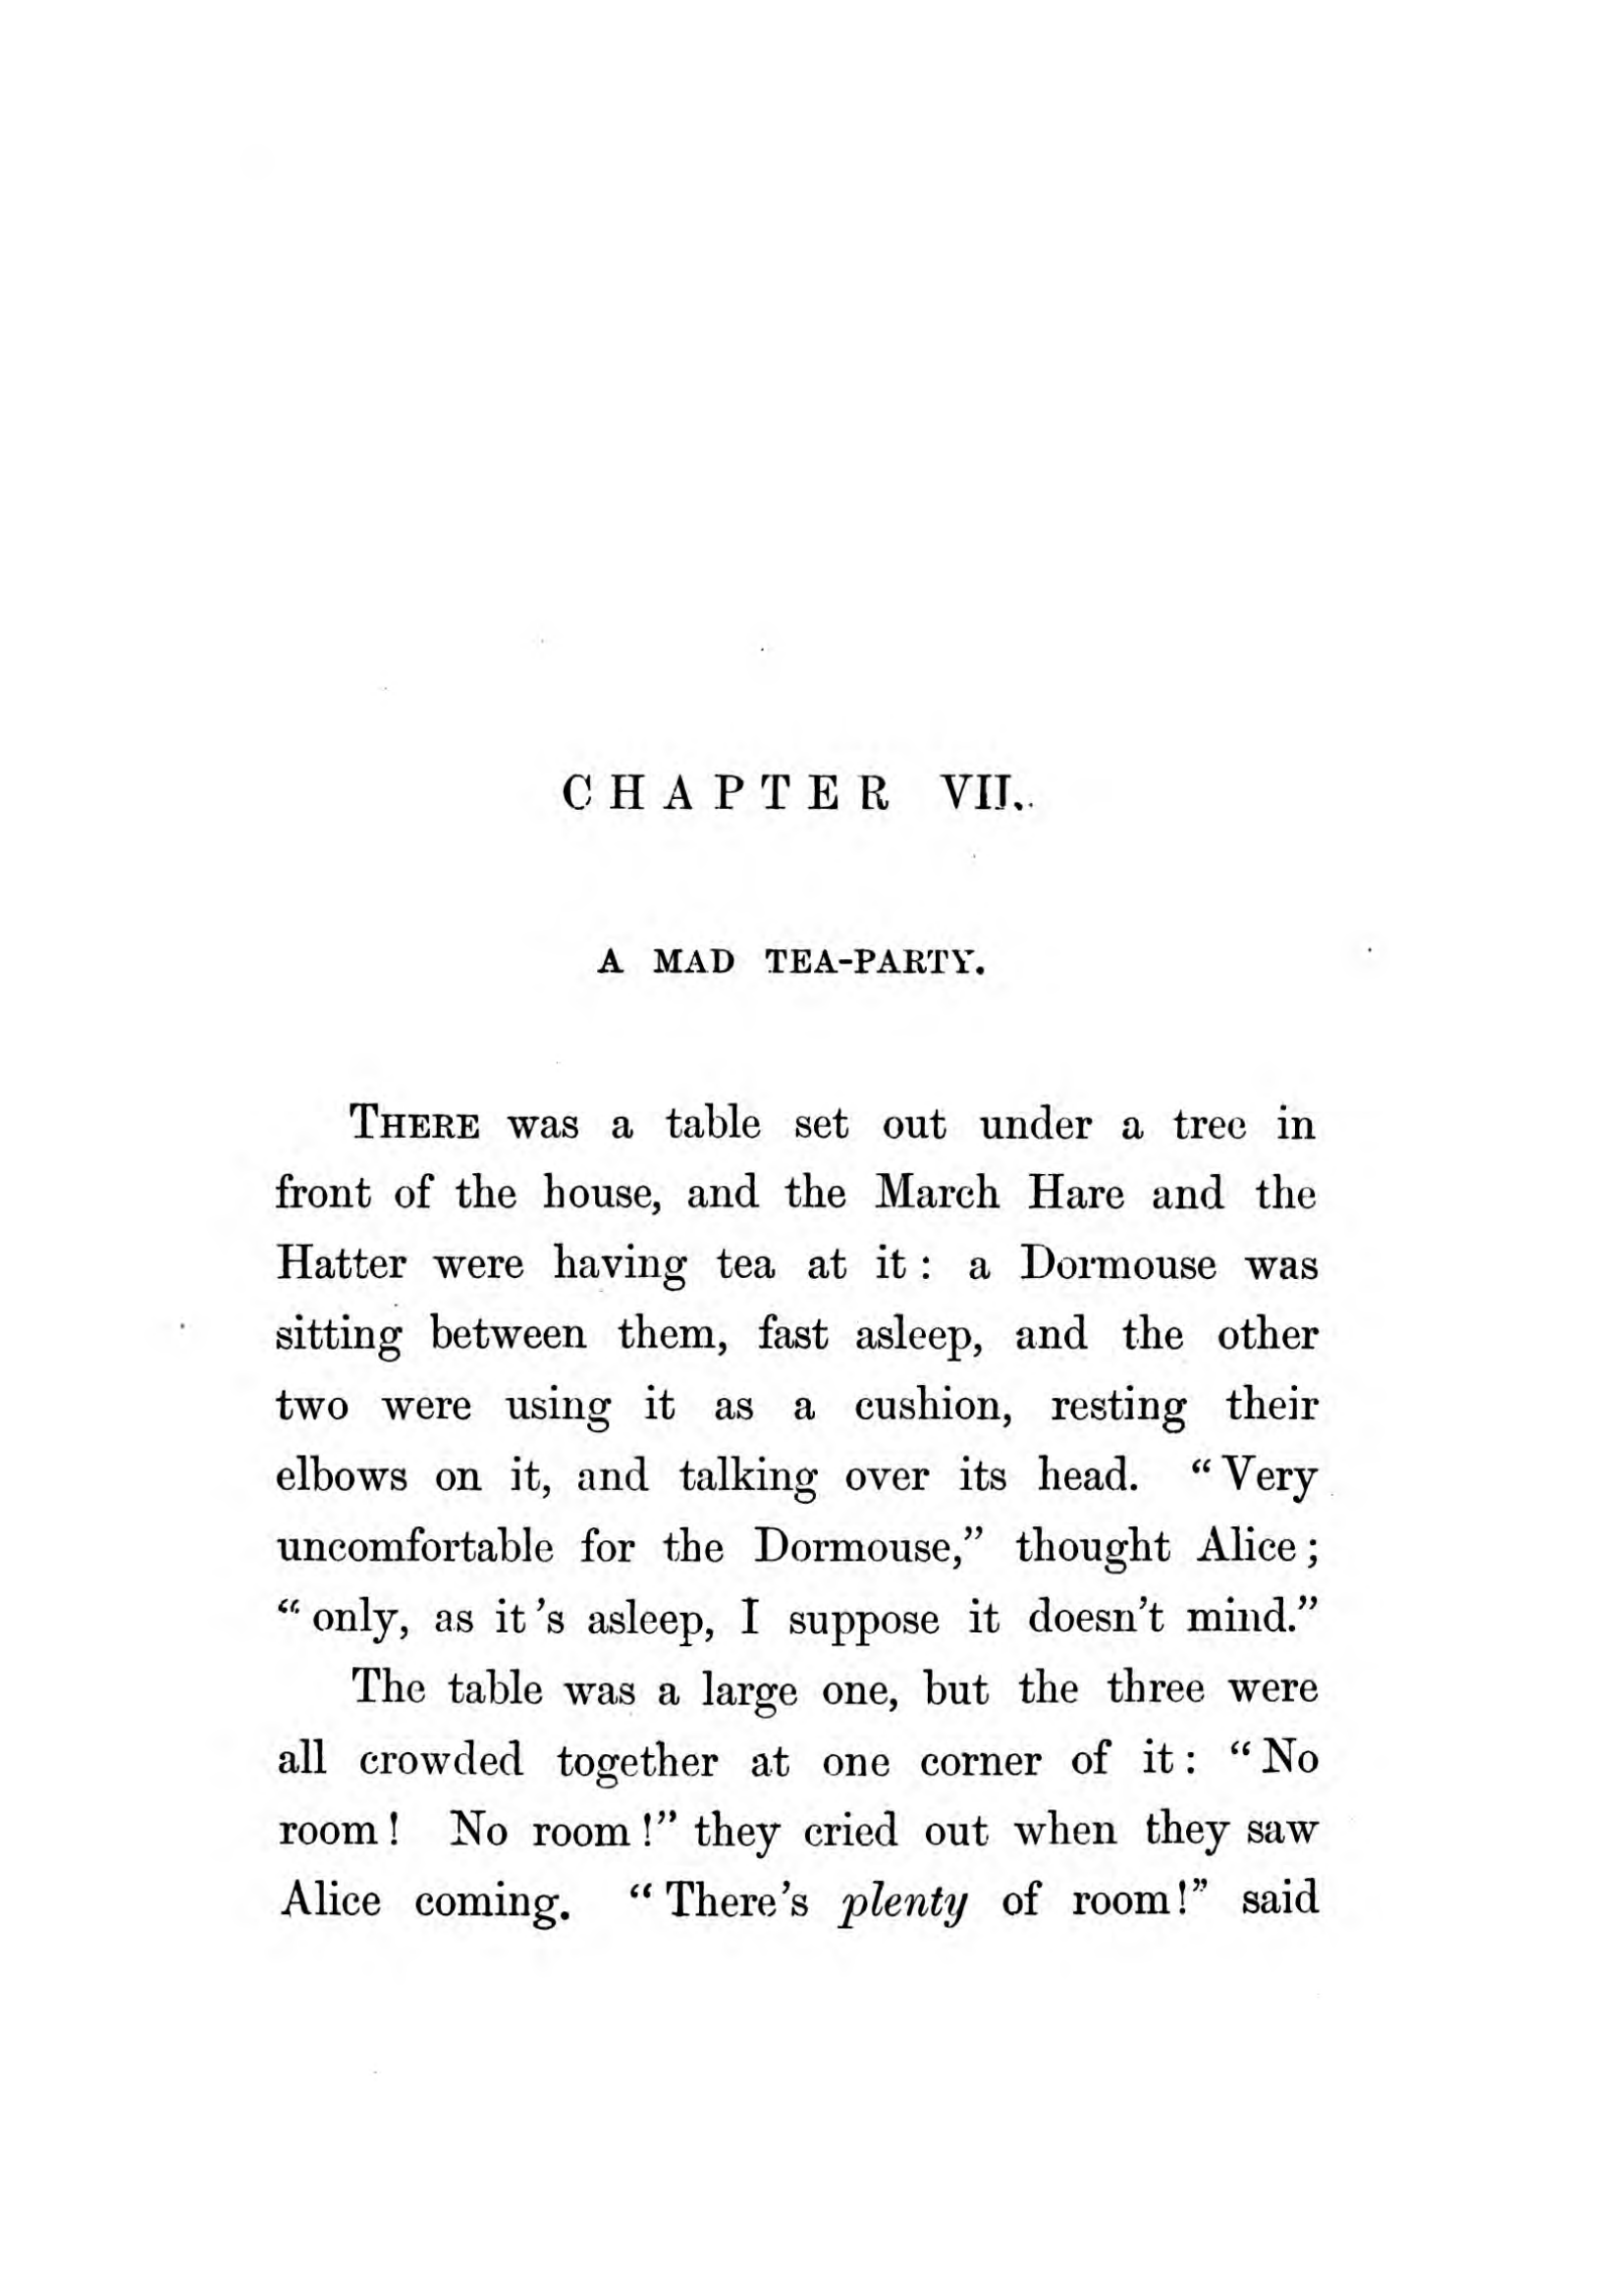 CHAPTER VII.
A MAD TEA-PARTY.
THERE was a table set out under a tree in
front of the house, and the March Hare and the
Hatter were having tea at it : a Dormouse was
sitting between them, fast asleep, and the other
two were using it as a cushion, resting their
elbows on it, and talking over its head. “Very
uncomfortable for the Dormouse,” thought Alice;
“only, as it’s asleep, I suppose it doesn’t mind.”
The table was a large one, but the three were
all crowded together at one corner of it: “No
room! No room!” they cried out when they saw
Alice coming. “There’s plenty of room!” said